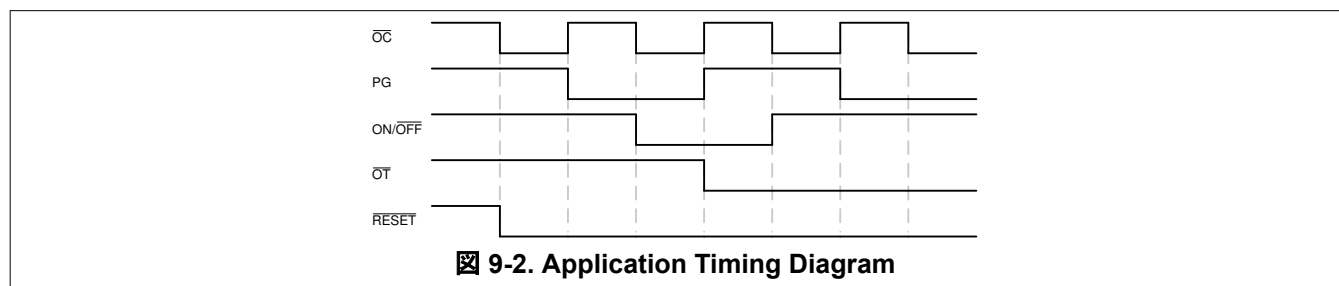 OC
PG
ON/OFF
OT
RESET
図 9-2. Application Timing Diagram